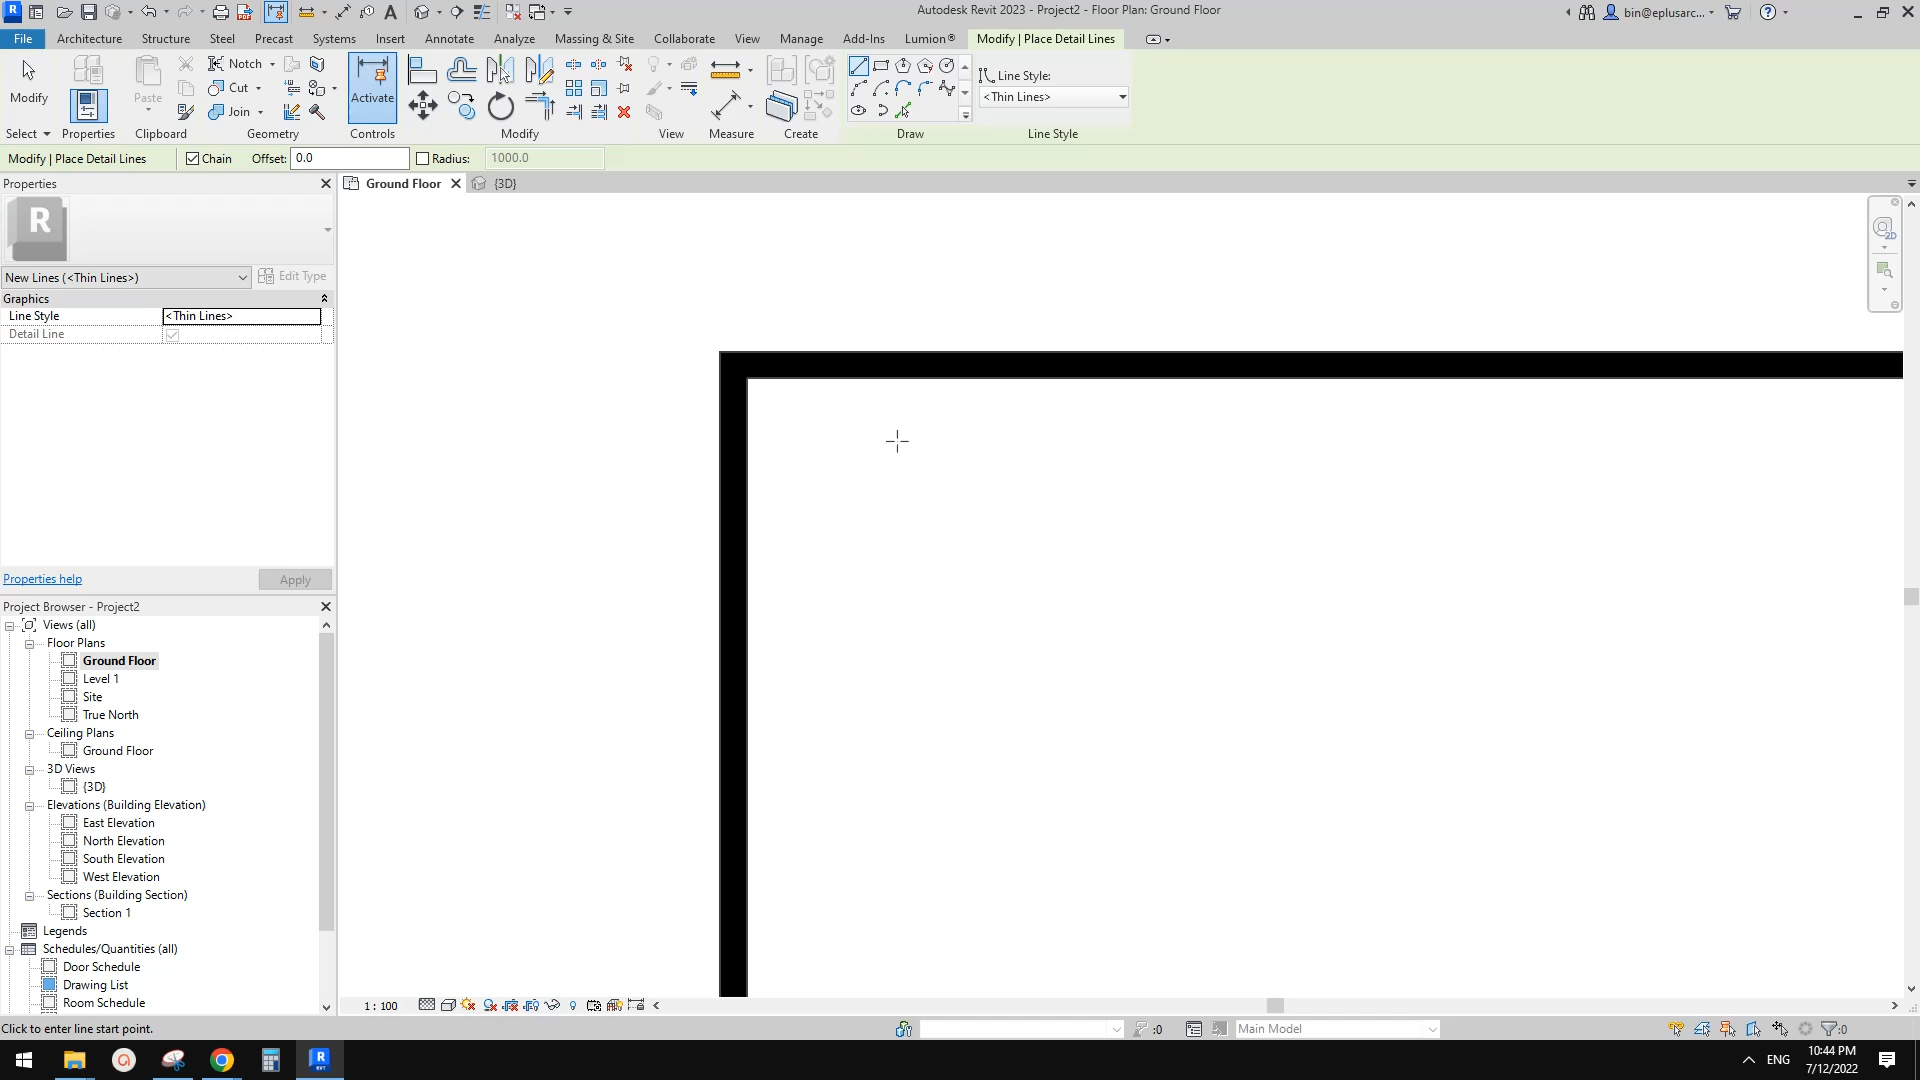 Autodesk Revit 2023 - Project2 - Floor Plan: Ground Floor
bin@eplusarc...
File Architecture Structure Steel Precast Systems Insert Annotate Analyze Massing & Site Collaborate View Manage Add-Ins Lumion® Modify | Place Detail Lines
Modify
Paste
Notch
Cut
Join
Activate
Line Style:
<Thin Lines>
Select Properties Clipboard Geometry Controls Modify View Measure Create Draw Line Style
Modify | Place Detail Lines Chain Offset: 0.0 Radius: 1000.0
Properties
Ground Floor {3D}
R
2D
New Lines (<Thin Lines>) Edit Type
Graphics
Line Style <Thin Lines>
Detail Line
Properties help Apply
Project Browser - Project2
Views (all)
Floor Plans
Ground Floor
Level 1
Site
True North
Ceiling Plans
Ground Floor
3D Views
{3D}
Elevations (Building Elevation)
East Elevation
North Elevation
South Elevation
West Elevation
Sections (Building Section)
Section 1
Legends
Schedules/Quantities (all)
Door Schedule
Drawing List
Room Schedule
1 : 100
Click to enter line start point.
:0
Main Model
:0
ENG
10:44 PM
7/12/2022